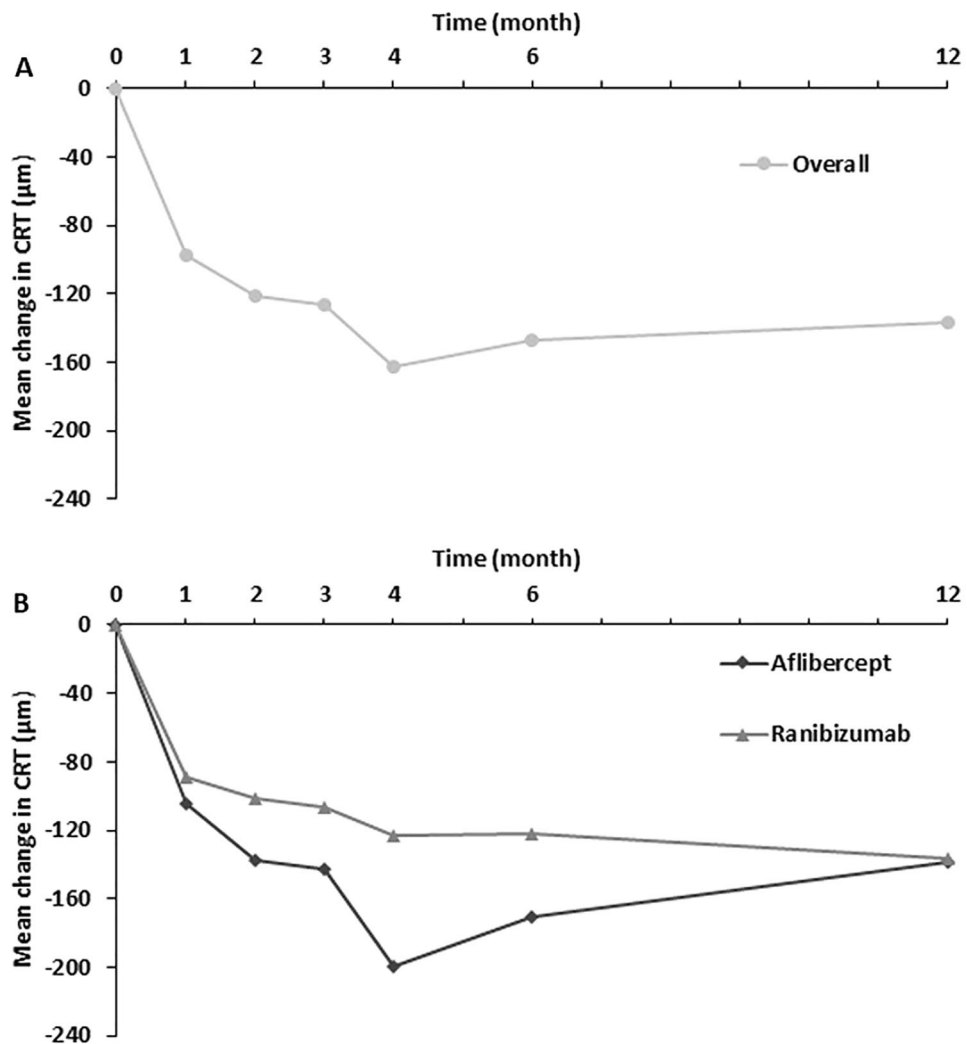 Time (month)
A
0 1 2 3 4 6 12
Mean change in CRT (µm)
0
-40
-80
-120
-160
-200
-240
Overall
Time (month)
B
0 1 2 3 4 6 12
Mean change in CRT (µm)
0
-40
-80
-120
-160
-200
-240
Aflibercept
Ranibizumab